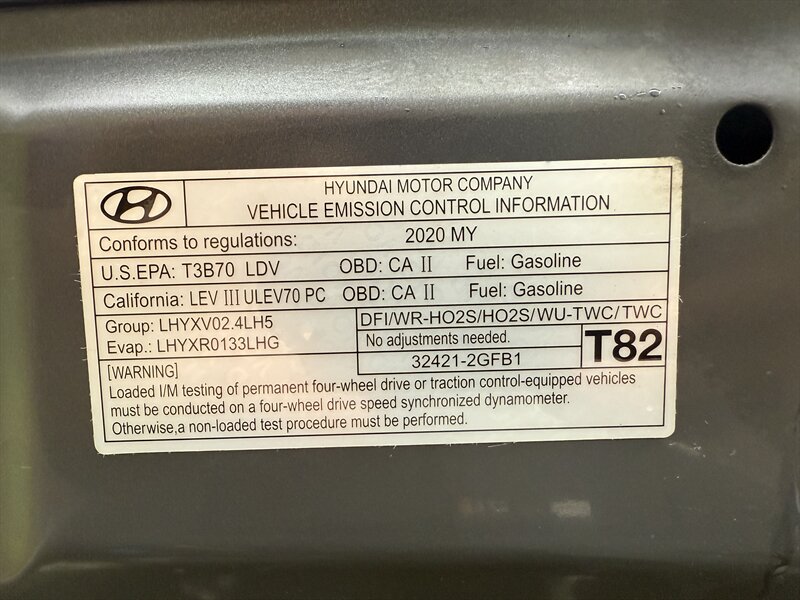 HYUNDAI MOTOR COMPANY
VEHICLE EMISSION CONTROL INFORMATION
Conforms to regulations: 2020 MY
U.S.EPA: T3B70 LDV OBD: CA II Fuel: Gasoline
California: LEV III ULEV70 PC OBD: CA II Fuel: Gasoline
Group: LHYXV02.4LH5
Evap.: LHYXR0133LHG
DFI/WR-HO2S/HO2S/WU-TWC/TWC
No adjustments needed.
32421-2GFB1
T82
[WARNING]
Loaded I/M testing of permanent four-wheel drive or traction control-equipped vehicles
must be conducted on a four-wheel drive speed synchronized dynamometer.
Otherwise,a non-loaded test procedure must be performed.